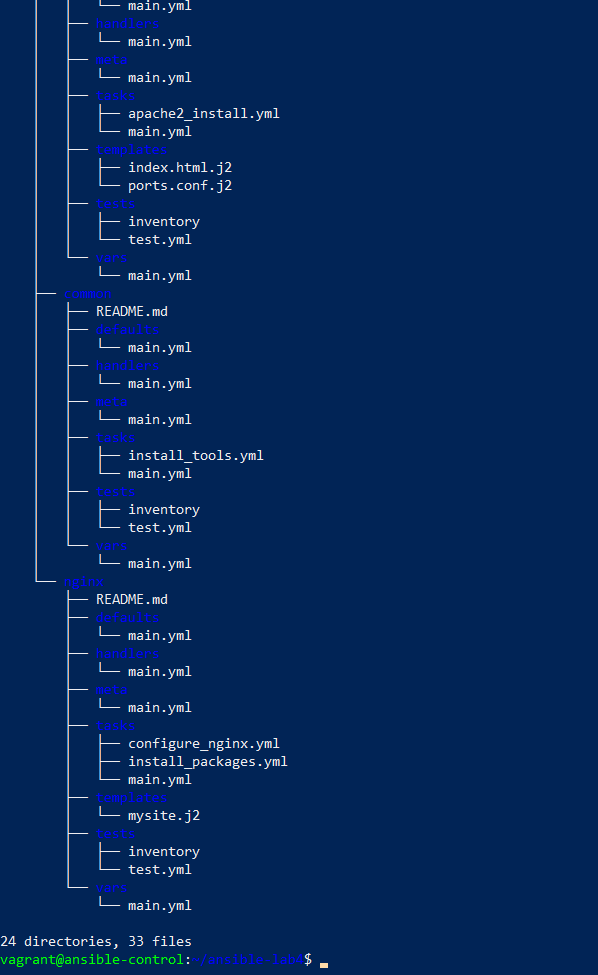 │   │   └── main.yml
│   ├── handlers
│   │   └── main.yml
│   ├── meta
│   │   └── main.yml
│   ├── tasks
│   │   ├── apache2_install.yml
│   │   └── main.yml
│   ├── templates
│   │   ├── index.html.j2
│   │   └── ports.conf.j2
│   ├── tests
│   │   ├── inventory
│   │   └── test.yml
│   └── vars
│       └── main.yml
├── common
│   ├── README.md
│   ├── defaults
│   │   └── main.yml
│   ├── handlers
│   │   └── main.yml
│   ├── meta
│   │   └── main.yml
│   ├── tasks
│   │   ├── install_tools.yml
│   │   └── main.yml
│   ├── tests
│   │   ├── inventory
│   │   └── test.yml
│   └── vars
│       └── main.yml
└── nginx
    ├── README.md
    ├── defaults
    │   └── main.yml
    ├── handlers
    │   └── main.yml
    ├── meta
    │   └── main.yml
    ├── tasks
    │   ├── configure_nginx.yml
    │   ├── install_packages.yml
    │   └── main.yml
    ├── templates
    │   └── mysite.j2
    ├── tests
    │   ├── inventory
    │   └── test.yml
    └── vars
        └── main.yml
24 directories, 33 files
vagrant@ansible-control:$